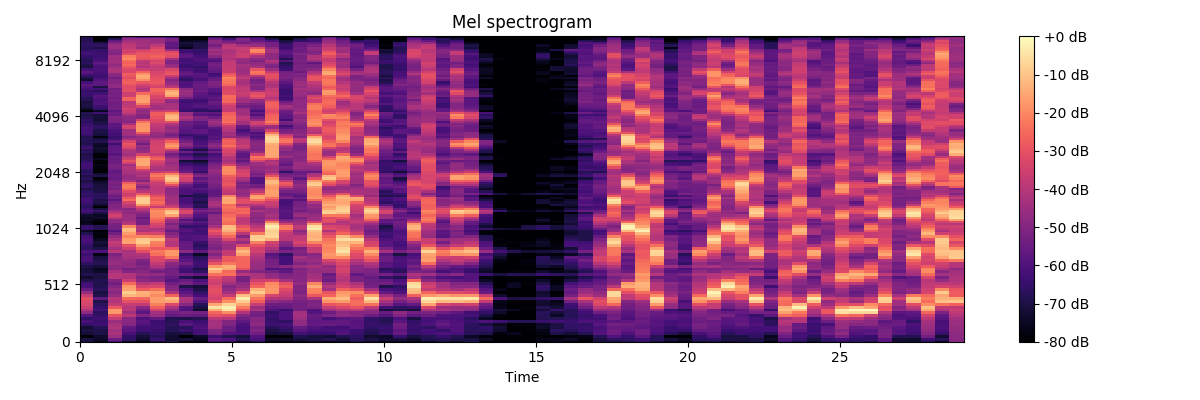 Mel spectrogram
+0 dB
8192
-10 dB
4096
-20 dB
-30 dB
2048
Hz
-40 dB
1024
-50 dB
-60 dB
512
-70 dB
0
-80 dB
0 5 10 15 20 25
Time